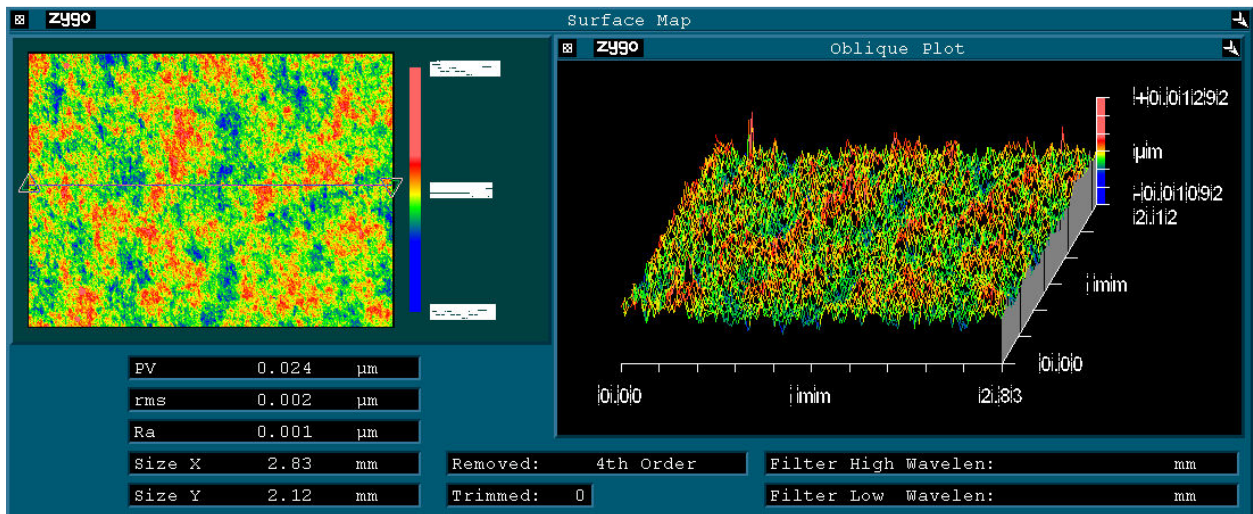 zygo Surface Map
zygo Oblique Plot
+0.01292
µm
-0.01092
2.12
mm
0.00
0.00 mm 2.83
PV 0.024 µm
rms 0.002 µm
Ra 0.001 µm
Size X 2.83 mm
Size Y 2.12 mm
Removed: 4th Order
Trimmed: 0
Filter High Wavelen: mm
Filter Low Wavelen: mm